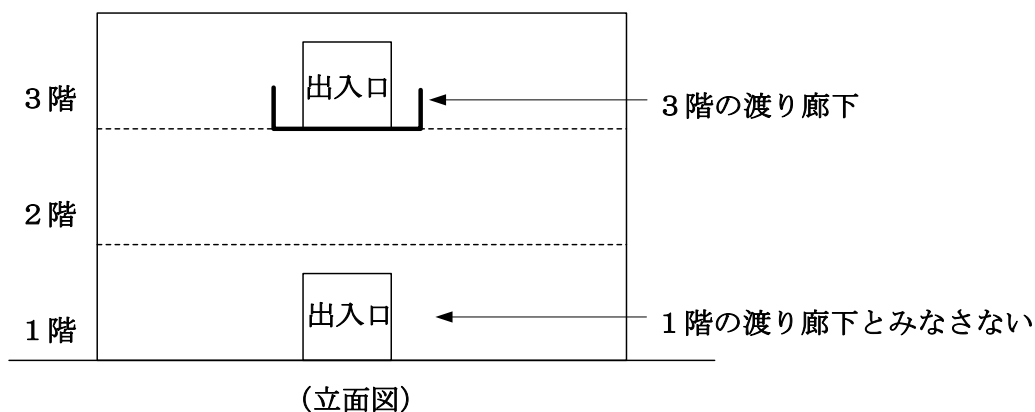 出入口
３階
３階の渡り廊下
２階
出入口
１階
１階の渡り廊下とみなさない
（立面図）